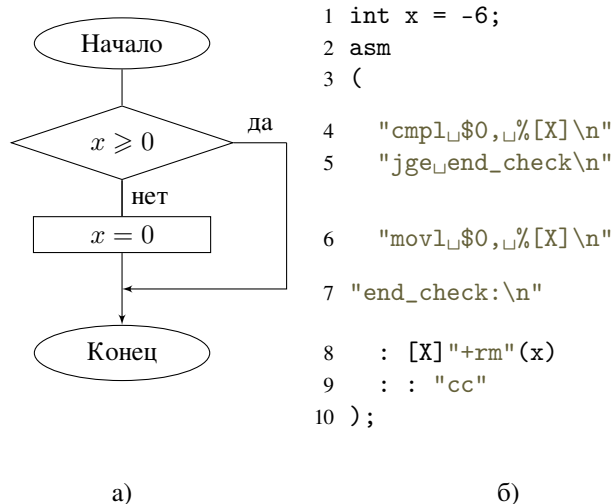 Начало
x ⩾ 0
да
нет
x = 0
Конец
а)
1 int x = -6;
2 asm
3 (
4 "cmpl␣$0,␣%[X]\n"
5 "jge␣end_check\n"
6 "movl␣$0,␣%[X]\n"
7 "end_check:\n"
8 : [X]"+rm"(x)
9 : : "cc"
10 );
б)